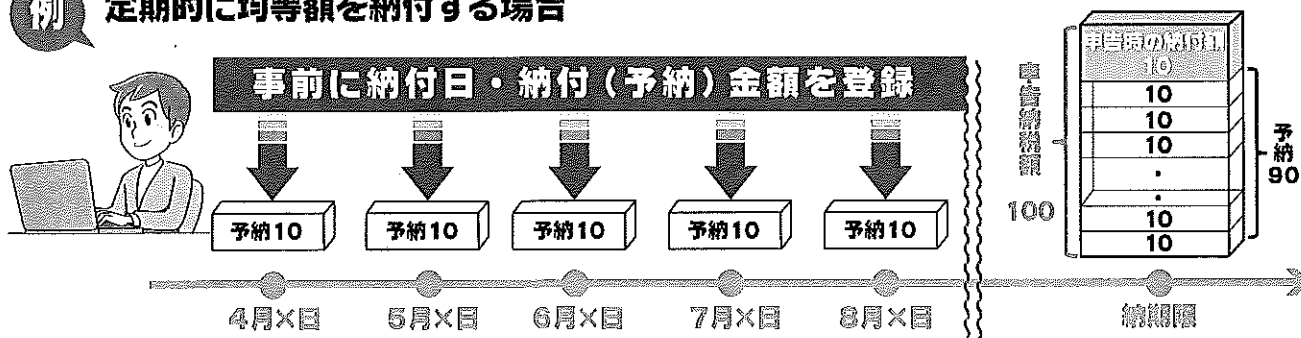 例 定期的に均等額を納付する場合
事前に納付日・納付(予納)金額を登録
予納10
予納10
予納10
予納10
予納10
4月×日
5月×日
6月×日
7月×日
8月×日
納期限
申告納税額
100
申告時の納付額
10
10
10
10
・
・
10
10
予納
90